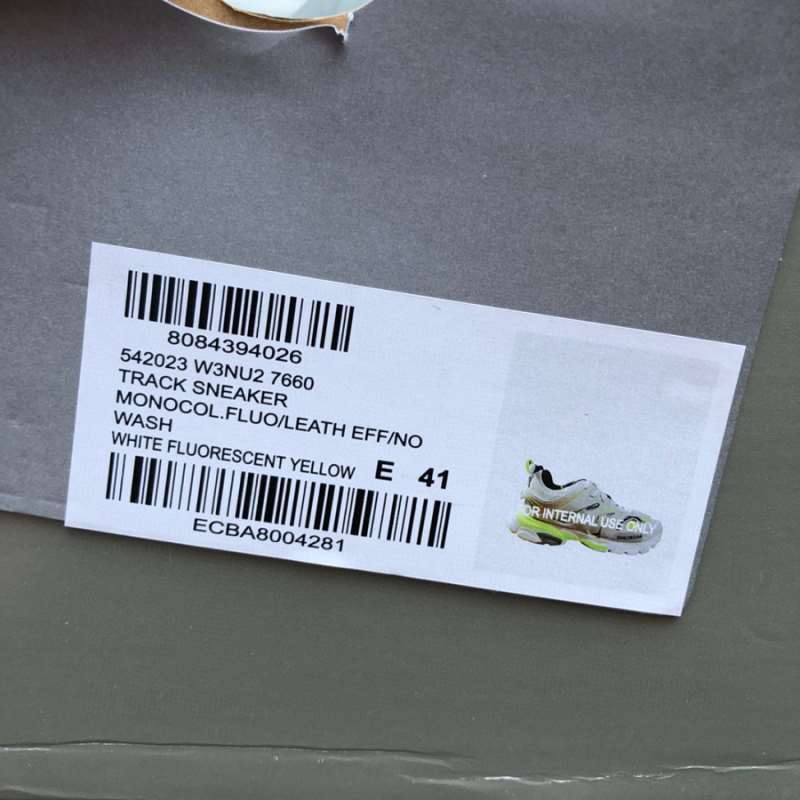 8084394026
542023 W3NU2 7660
TRACK SNEAKER
MONOCOL.FLUO/LEATH EFF/NO
WASH
WHITE FLUORESCENT YELLOW E 41
ECBA8004281
OR INTERNAL USE ONLY